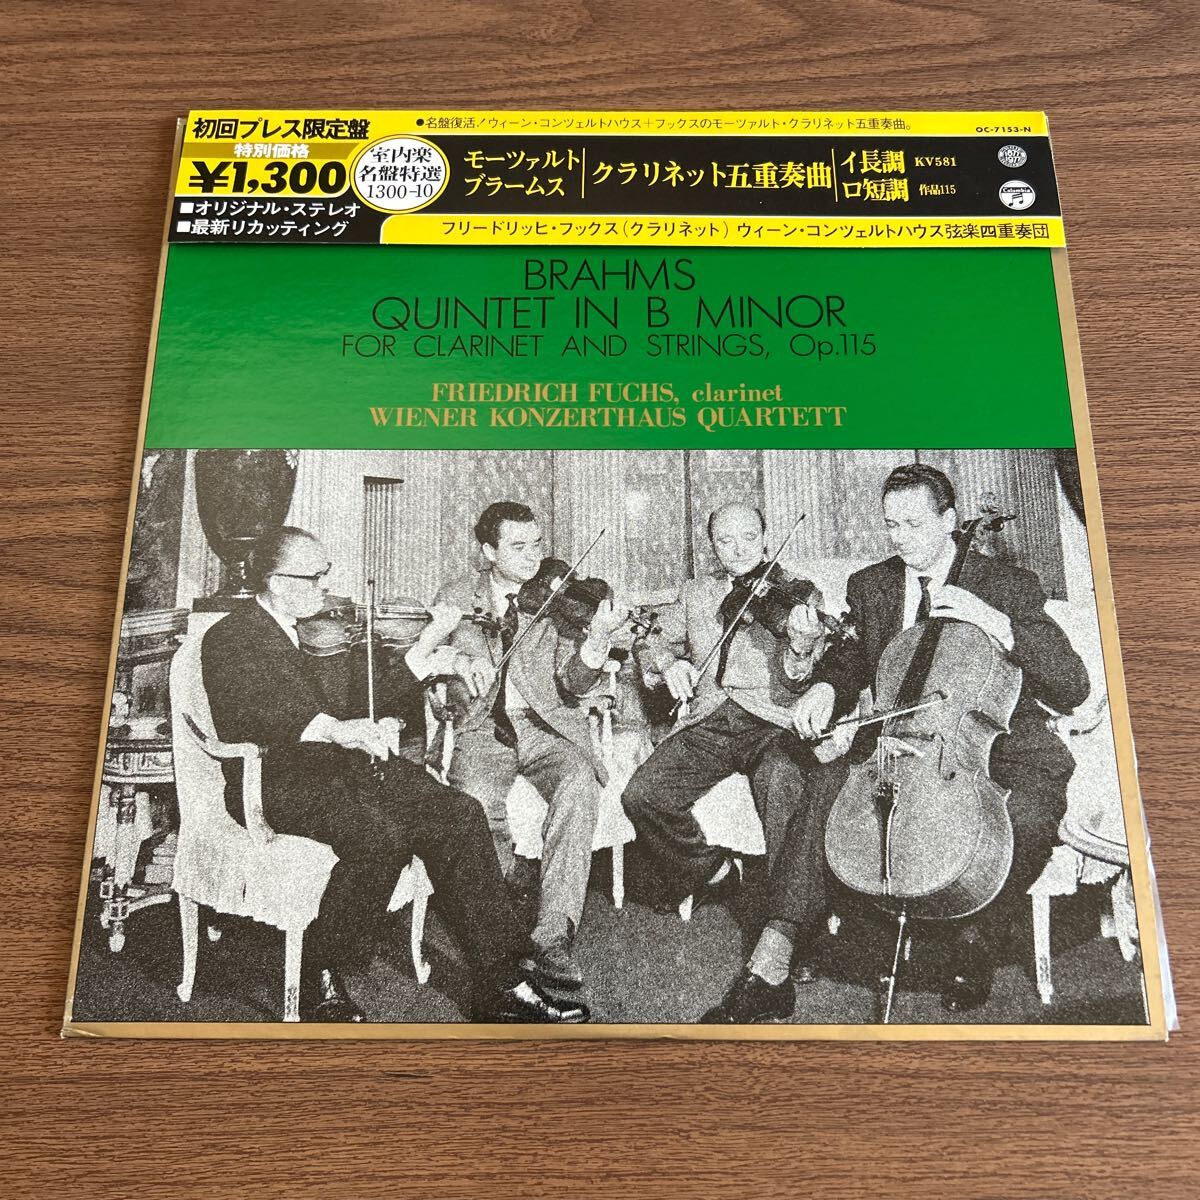 初回プレス限定盤
特別価格
¥1,300
■オリジナル・ステレオ
■最新リカッティング
室内楽
名盤特選
1300-10
●名盤復活!ウィーン・コンツェルトハウス+フックスのモーツァルト・クラリネット五重奏曲。
OC-7153-N
モーツァルト
ブラームス
クラリネット五重奏曲
イ長調 KV581
ロ短調 作品115
Columbia
フリードリッヒ・フックス(クラリネット) ウィーン・コンツェルトハウス弦楽四重奏団
BRAHMS
QUINTET IN B MINOR
FOR CLARINET AND STRINGS, Op.115
FRIEDRICH FUCHS, clarinet
WIENER KONZERTHAUS QUARTETT